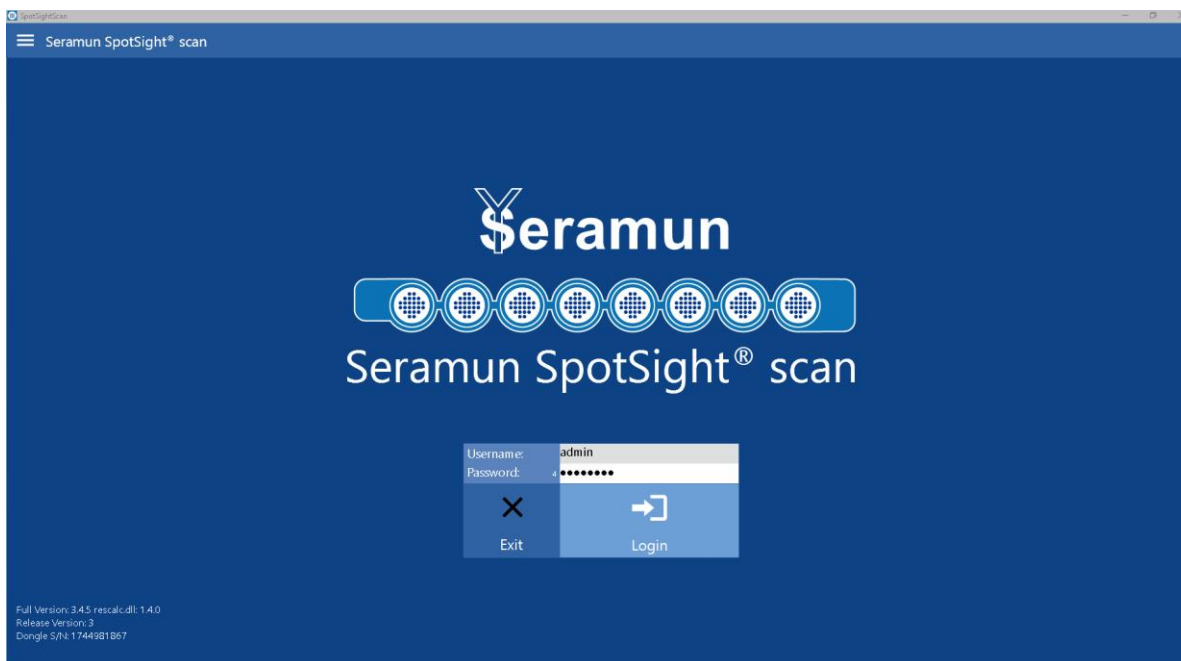 SpotSightScan
Seramun SpotSight® scan
Seramun
Seramun SpotSight® scan
Username: admin
Password: 4 ••••••••
Exit Login
Full Version: 3.4.5 rescalc.dll: 1.4.0
Release Version: 3
Dongle S/N: 1744981867